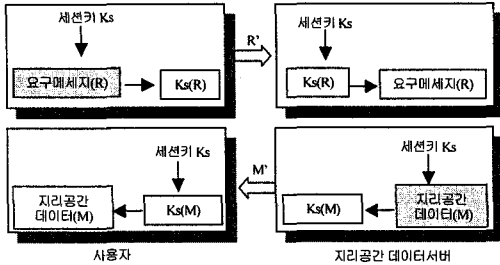 세션키 Ks
요구메세지(R)
Ks(R)
R'
세션키 Ks
Ks(R)
요구메세지(R)
세션키 Ks
지리공간
데이터(M)
Ks(M)
M'
세션키 Ks
Ks(M)
지리공간
데이터(M)
사용자
지리공간 데이터서버